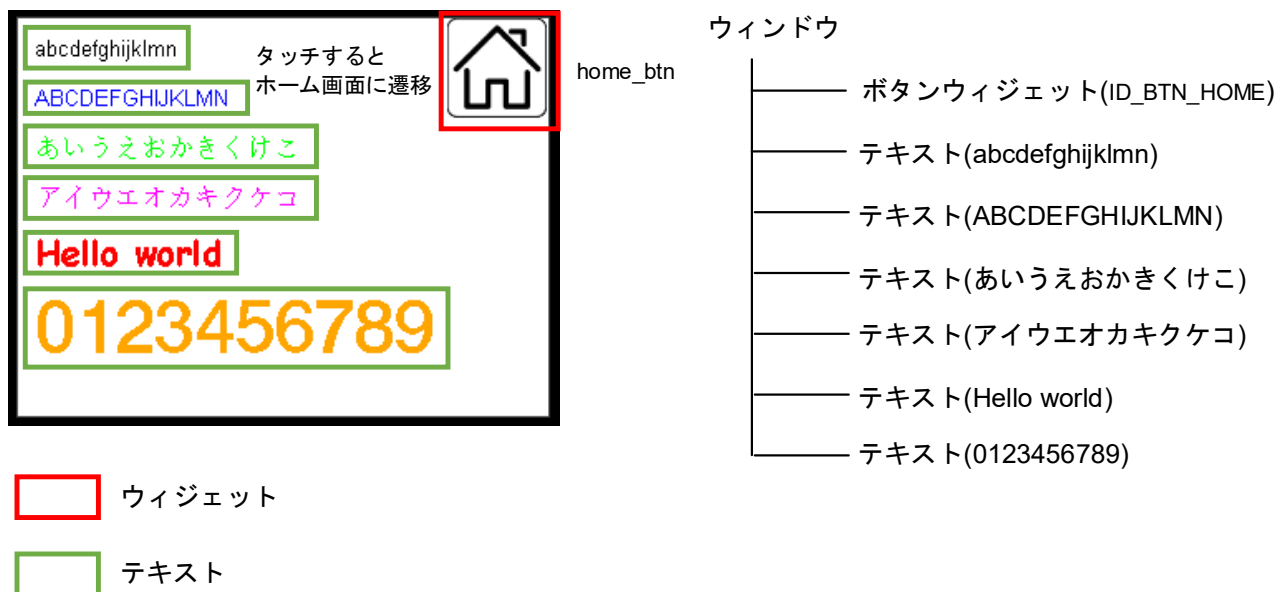 abcdefghijklmn
タッチすると
ホーム画面に遷移
home_btn
ABCDEFGHIJKLMN
あいうえおかきくけこ
アイウエオカキクケコ
Hello world
0123456789
ウィンドウ
ボタンウィジェット(ID_BTN_HOME)
テキスト(abcdefghijklmn)
テキスト(ABCDEFGHIJKLMN)
テキスト(あいうえおかきくけこ)
テキスト(アイウエオカキクケコ)
テキスト(Hello world)
テキスト(0123456789)
ウィジェット
テキスト